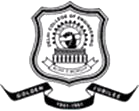 DELHI COLLEGE OF ENGINEERING
GOLDEN JUBILEE
1941-1991